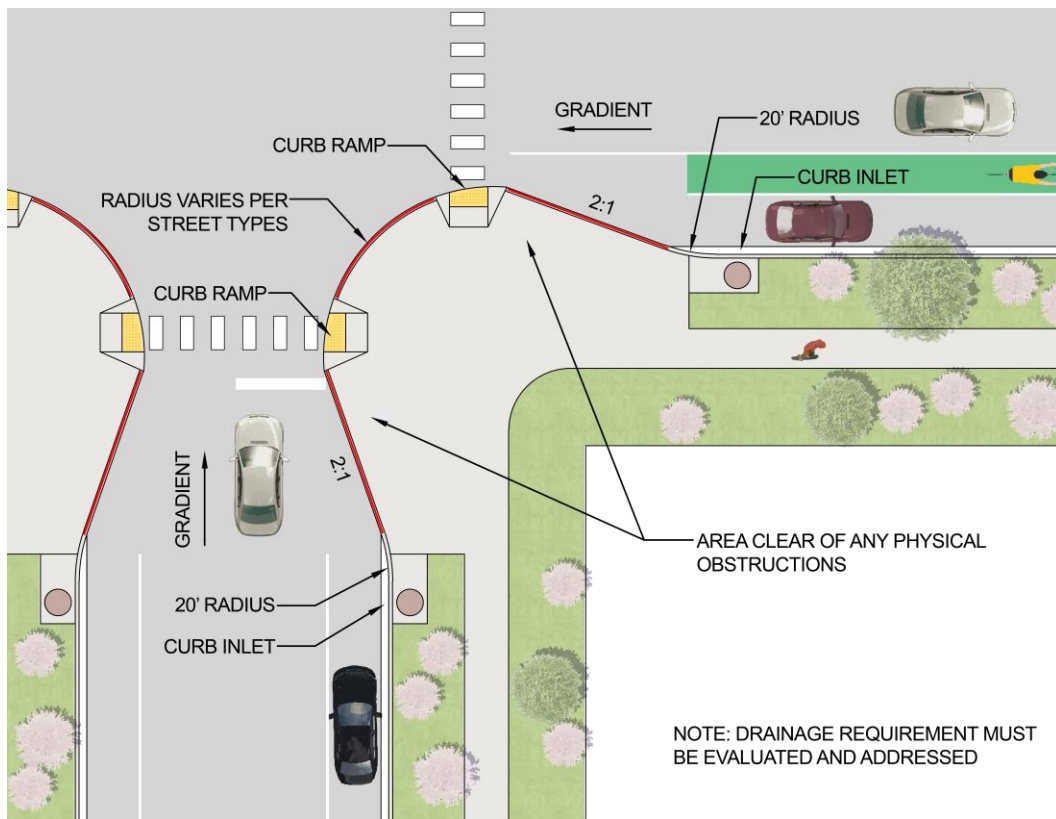 GRADIENT
20' RADIUS
CURB RAMP
CURB INLET
RADIUS VARIES PER
STREET TYPES
2:1
CURB RAMP
GRADIENT
2:1
AREA CLEAR OF ANY PHYSICAL
OBSTRUCTIONS
20' RADIUS
CURB INLET
NOTE: DRAINAGE REQUIREMENT MUST
BE EVALUATED AND ADDRESSED